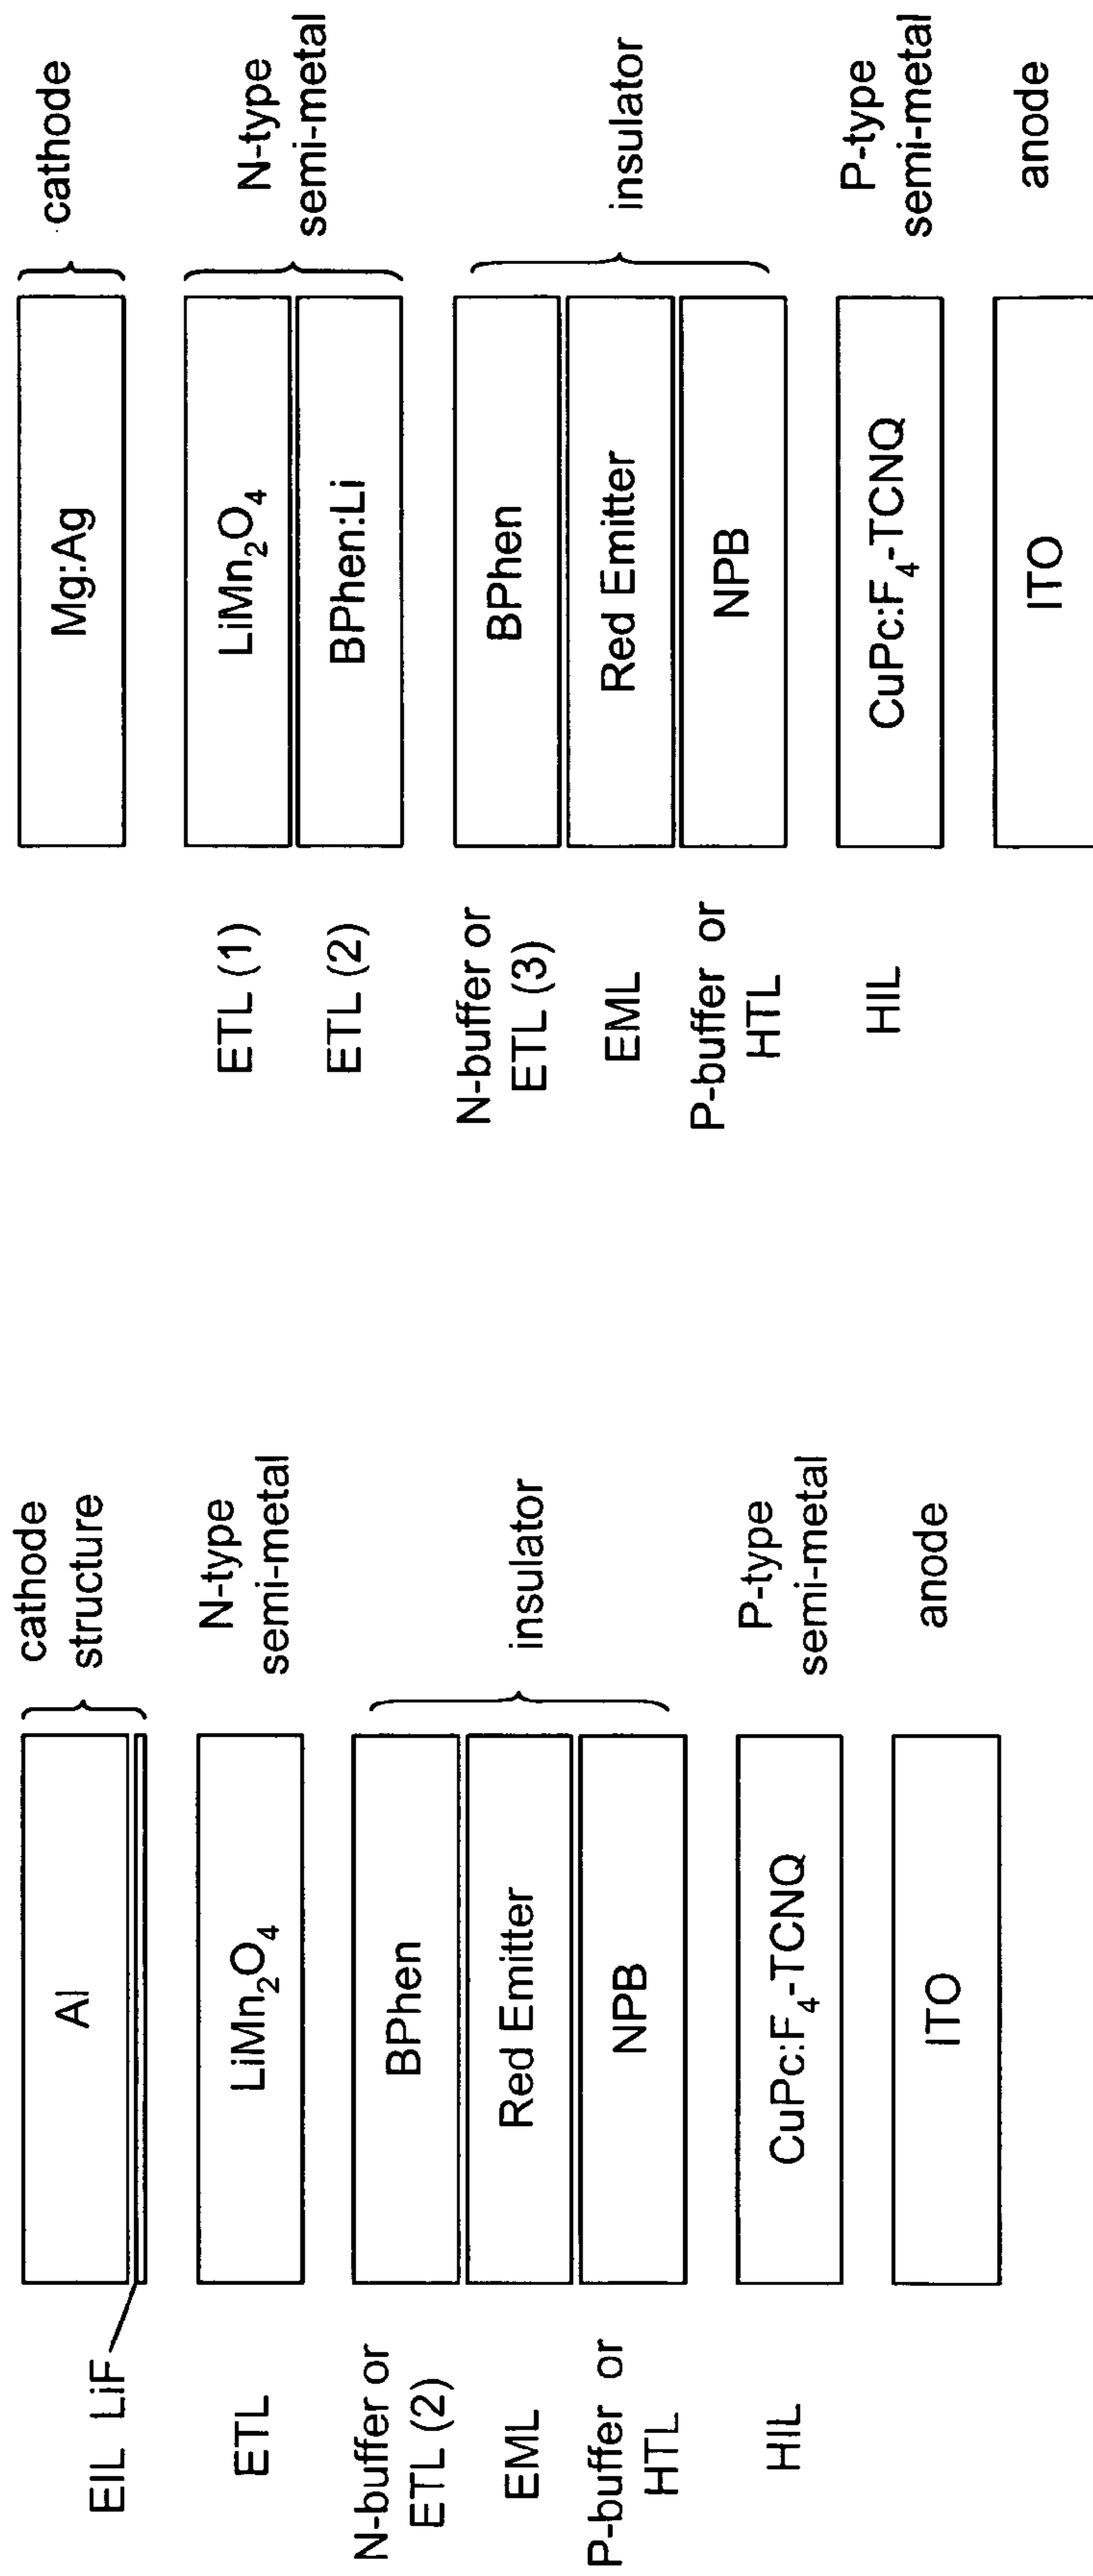 cathode
structure
Al
EIL LiF
N-type
semi-metal
LiMn₂O₄
ETL
insulator
BPhen
N-buffer or
ETL (2)
Red Emitter
EML
NPB
P-buffer or
HTL
P-type
semi-metal
CuPc:F₄-TCNQ
HIL
anode
ITO
cathode
Mg:Ag
N-type
semi-metal
LiMn₂O₄
ETL (1)
BPhen:Li
ETL (2)
insulator
BPhen
N-buffer or
ETL (3)
Red Emitter
EML
NPB
P-buffer or
HTL
P-type
semi-metal
CuPc:F₄-TCNQ
HIL
anode
ITO